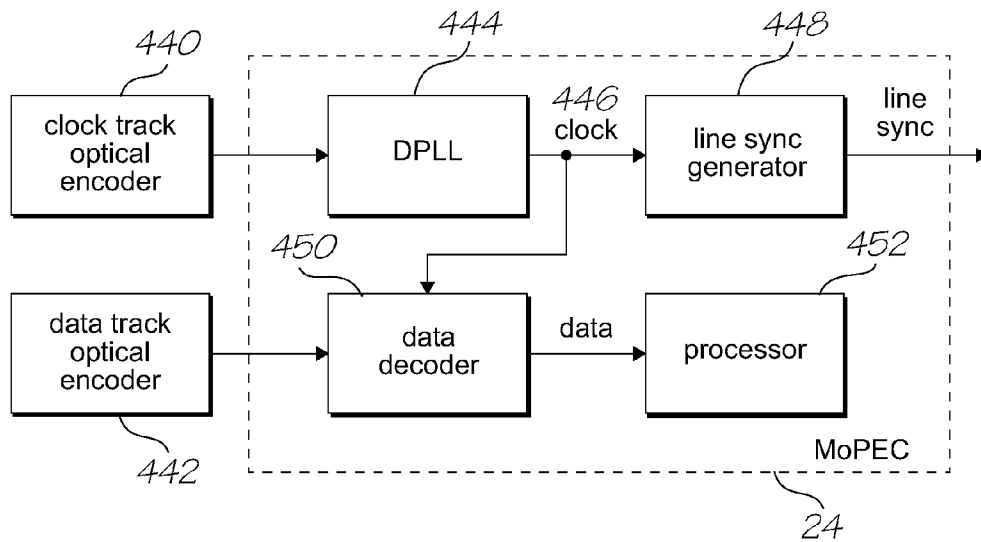 440
444
448
clock track
optical
encoder
DPLL
446
clock
line sync
generator
line
sync
450
452
data track
optical
encoder
data
decoder
data
processor
442
MoPEC
24